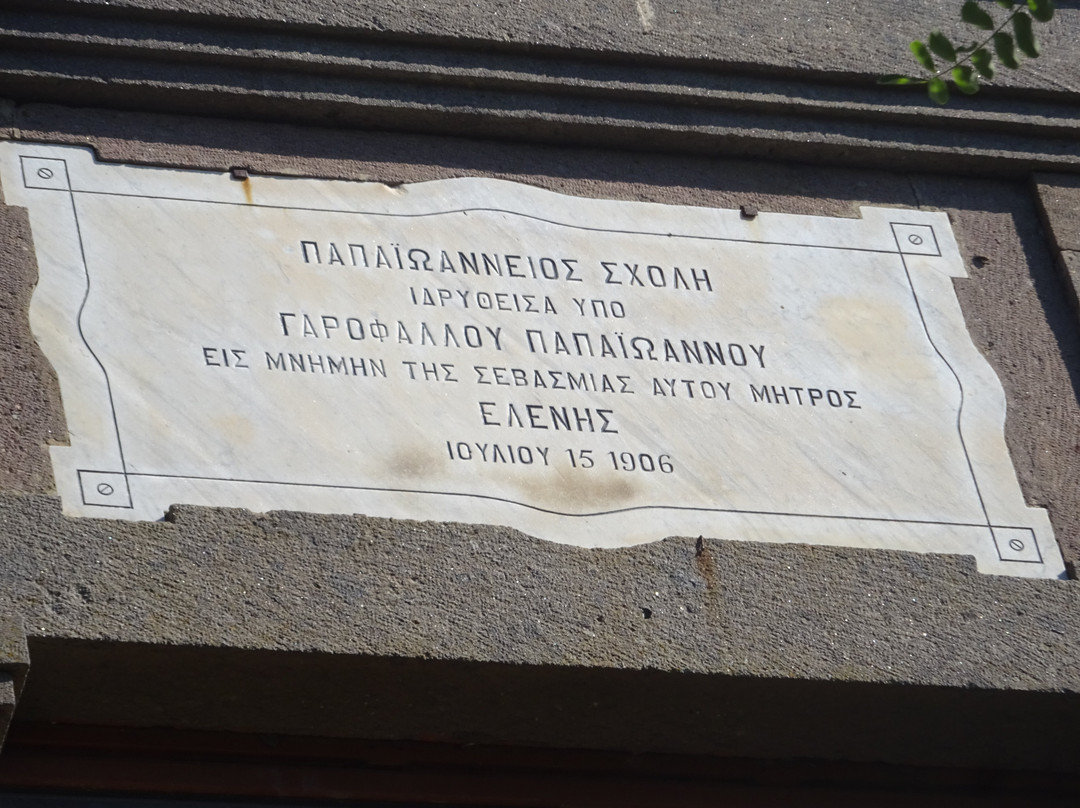 ΠΑΠΑΪΩΑΝΝΕΙΟΣ ΣΧΟΛΗ
ΙΔΡΥΘΕΙΣΑ ΥΠΟ
ΓΑΡΟΦΑΛΛΟΥ ΠΑΠΑΪΩΑΝΝΟΥ
ΕΙΣ ΜΝΗΜΗΝ ΤΗΣ ΣΕΒΑΣΜΙΑΣ ΑΥΤΟΥ ΜΗΤΡΟΣ
ΕΛΕΝΗΣ
ΙΟΥΛΙΟΥ 15 1906